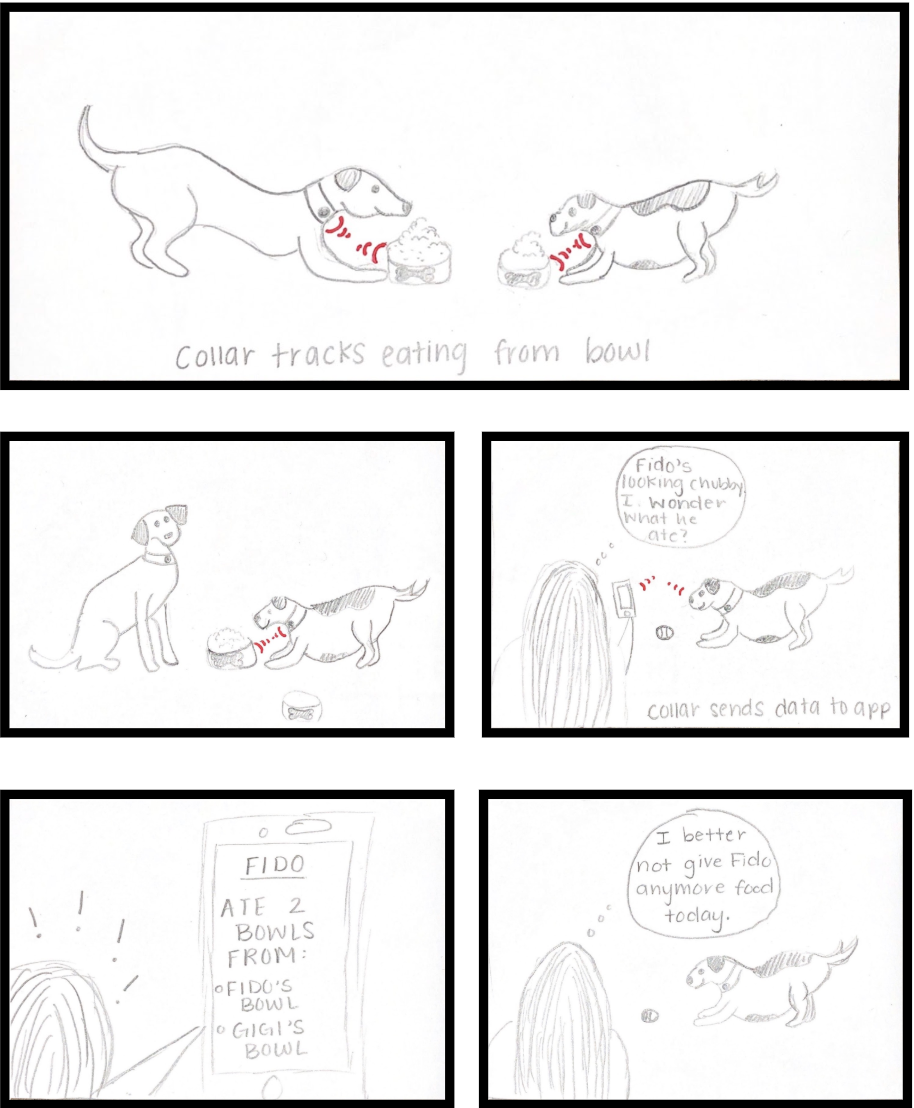 Collar tracks eating from bowl
Fido's
looking chubby
I wonder
what he
ate?
collar sends data to app
FIDO
ATE 2
BOWLS
FROM:
FIDO'S
BOWL
GIGI'S
BOWL
I better
not give Fido
anymore food
today.